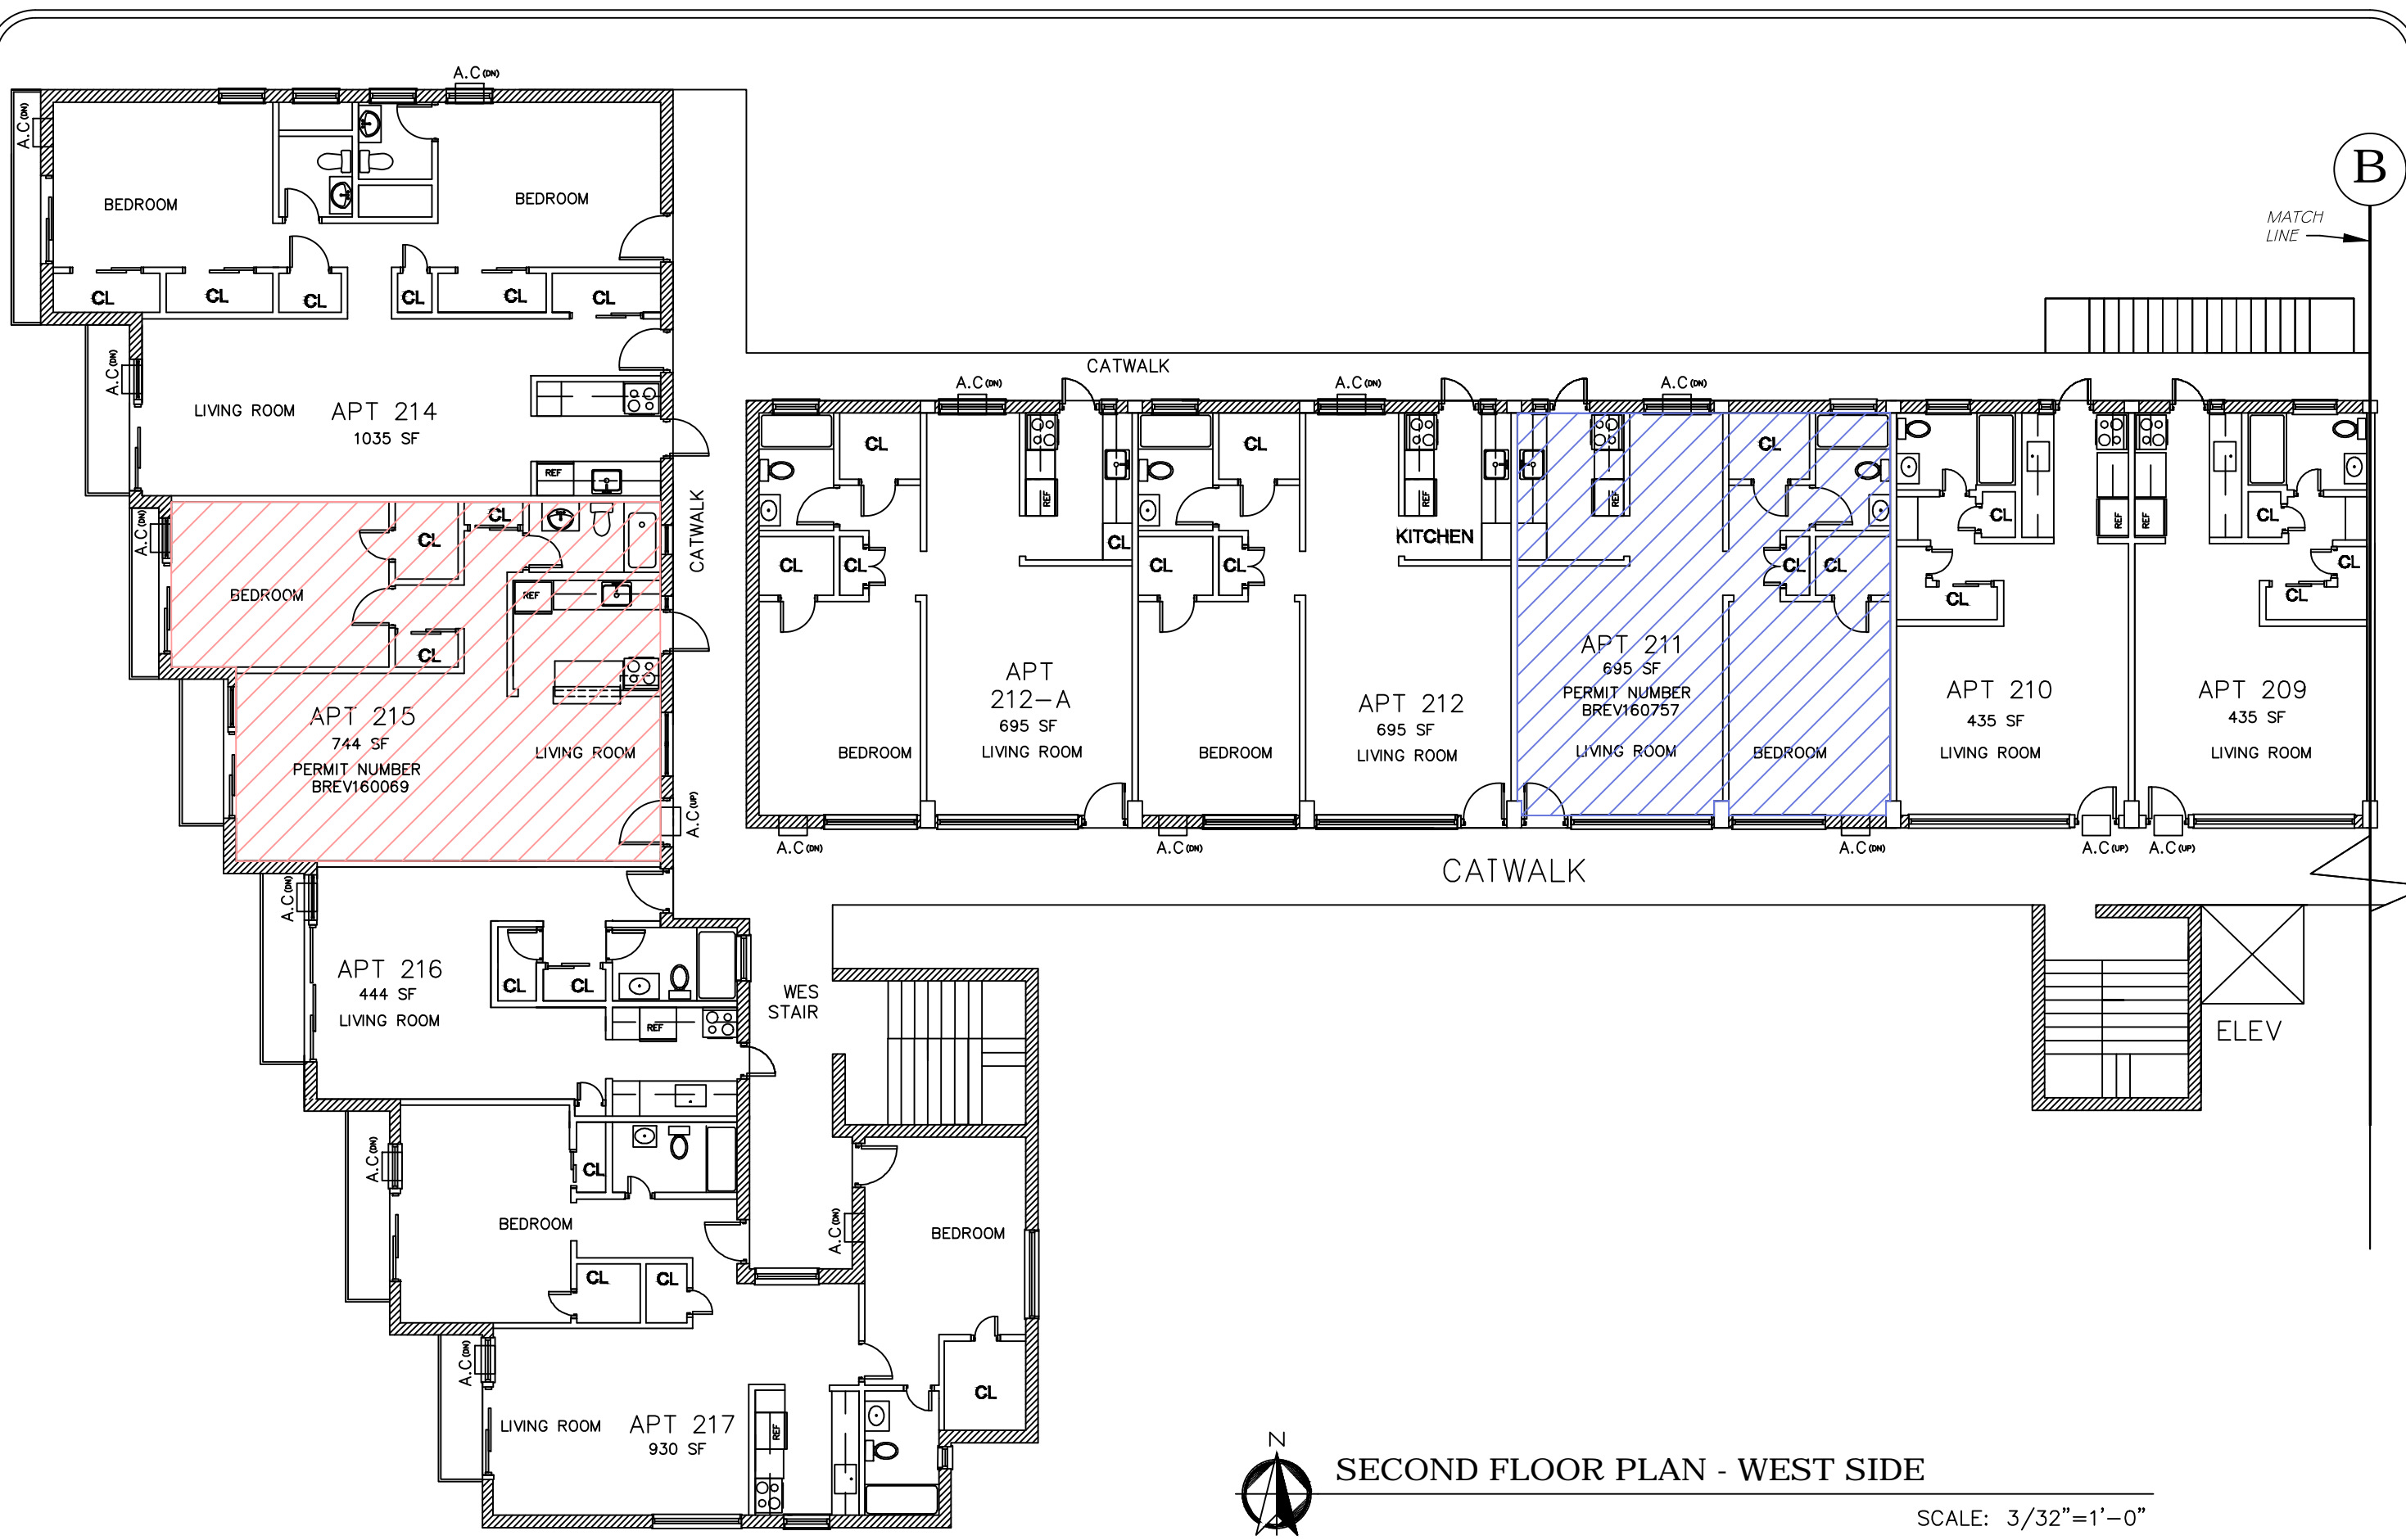 A.C(DN)
A.C(DN)
BEDROOM
BEDROOM
B
MATCH
LINE
CL
CL
CL
CL
CL
CL
A.C(DN)
LIVING ROOM
APT 214
1035 SF
REF
CATWALK
A.C(DN)
A.C(DN)
A.C(DN)
CATWALK
A.C(DN)
CL
CL
BEDROOM
REF
CL
APT 215
744 SF
LIVING ROOM
PERMIT NUMBER
BREV160069
A.C(UP)
CL
REF
CL
CL
CL
APT
212-A
695 SF
BEDROOM
LIVING ROOM
A.C(DN)
CL
REF
KITCHEN
CL
CL
APT 212
695 SF
BEDROOM
LIVING ROOM
A.C(DN)
REF
CL
CL
CL
APT 211
695 SF
PERMIT NUMBER
BREV160757
LIVING ROOM
BEDROOM
A.C(DN)
CL
REF
CL
APT 210
435 SF
LIVING ROOM
A.C(UP)
REF
CL
CL
CL
APT 209
435 SF
LIVING ROOM
A.C(UP)
CATWALK
A.C(DN)
APT 216
444 SF
LIVING ROOM
CL
CL
REF
WES
STAIR
ELEV
A.C(DN)
CL
BEDROOM
CL
CL
A.C(DN)
BEDROOM
A.C(DN)
CL
LIVING ROOM
APT 217
930 SF
REF
N
SECOND FLOOR PLAN - WEST SIDE
SCALE: 3/32"=1'-0"